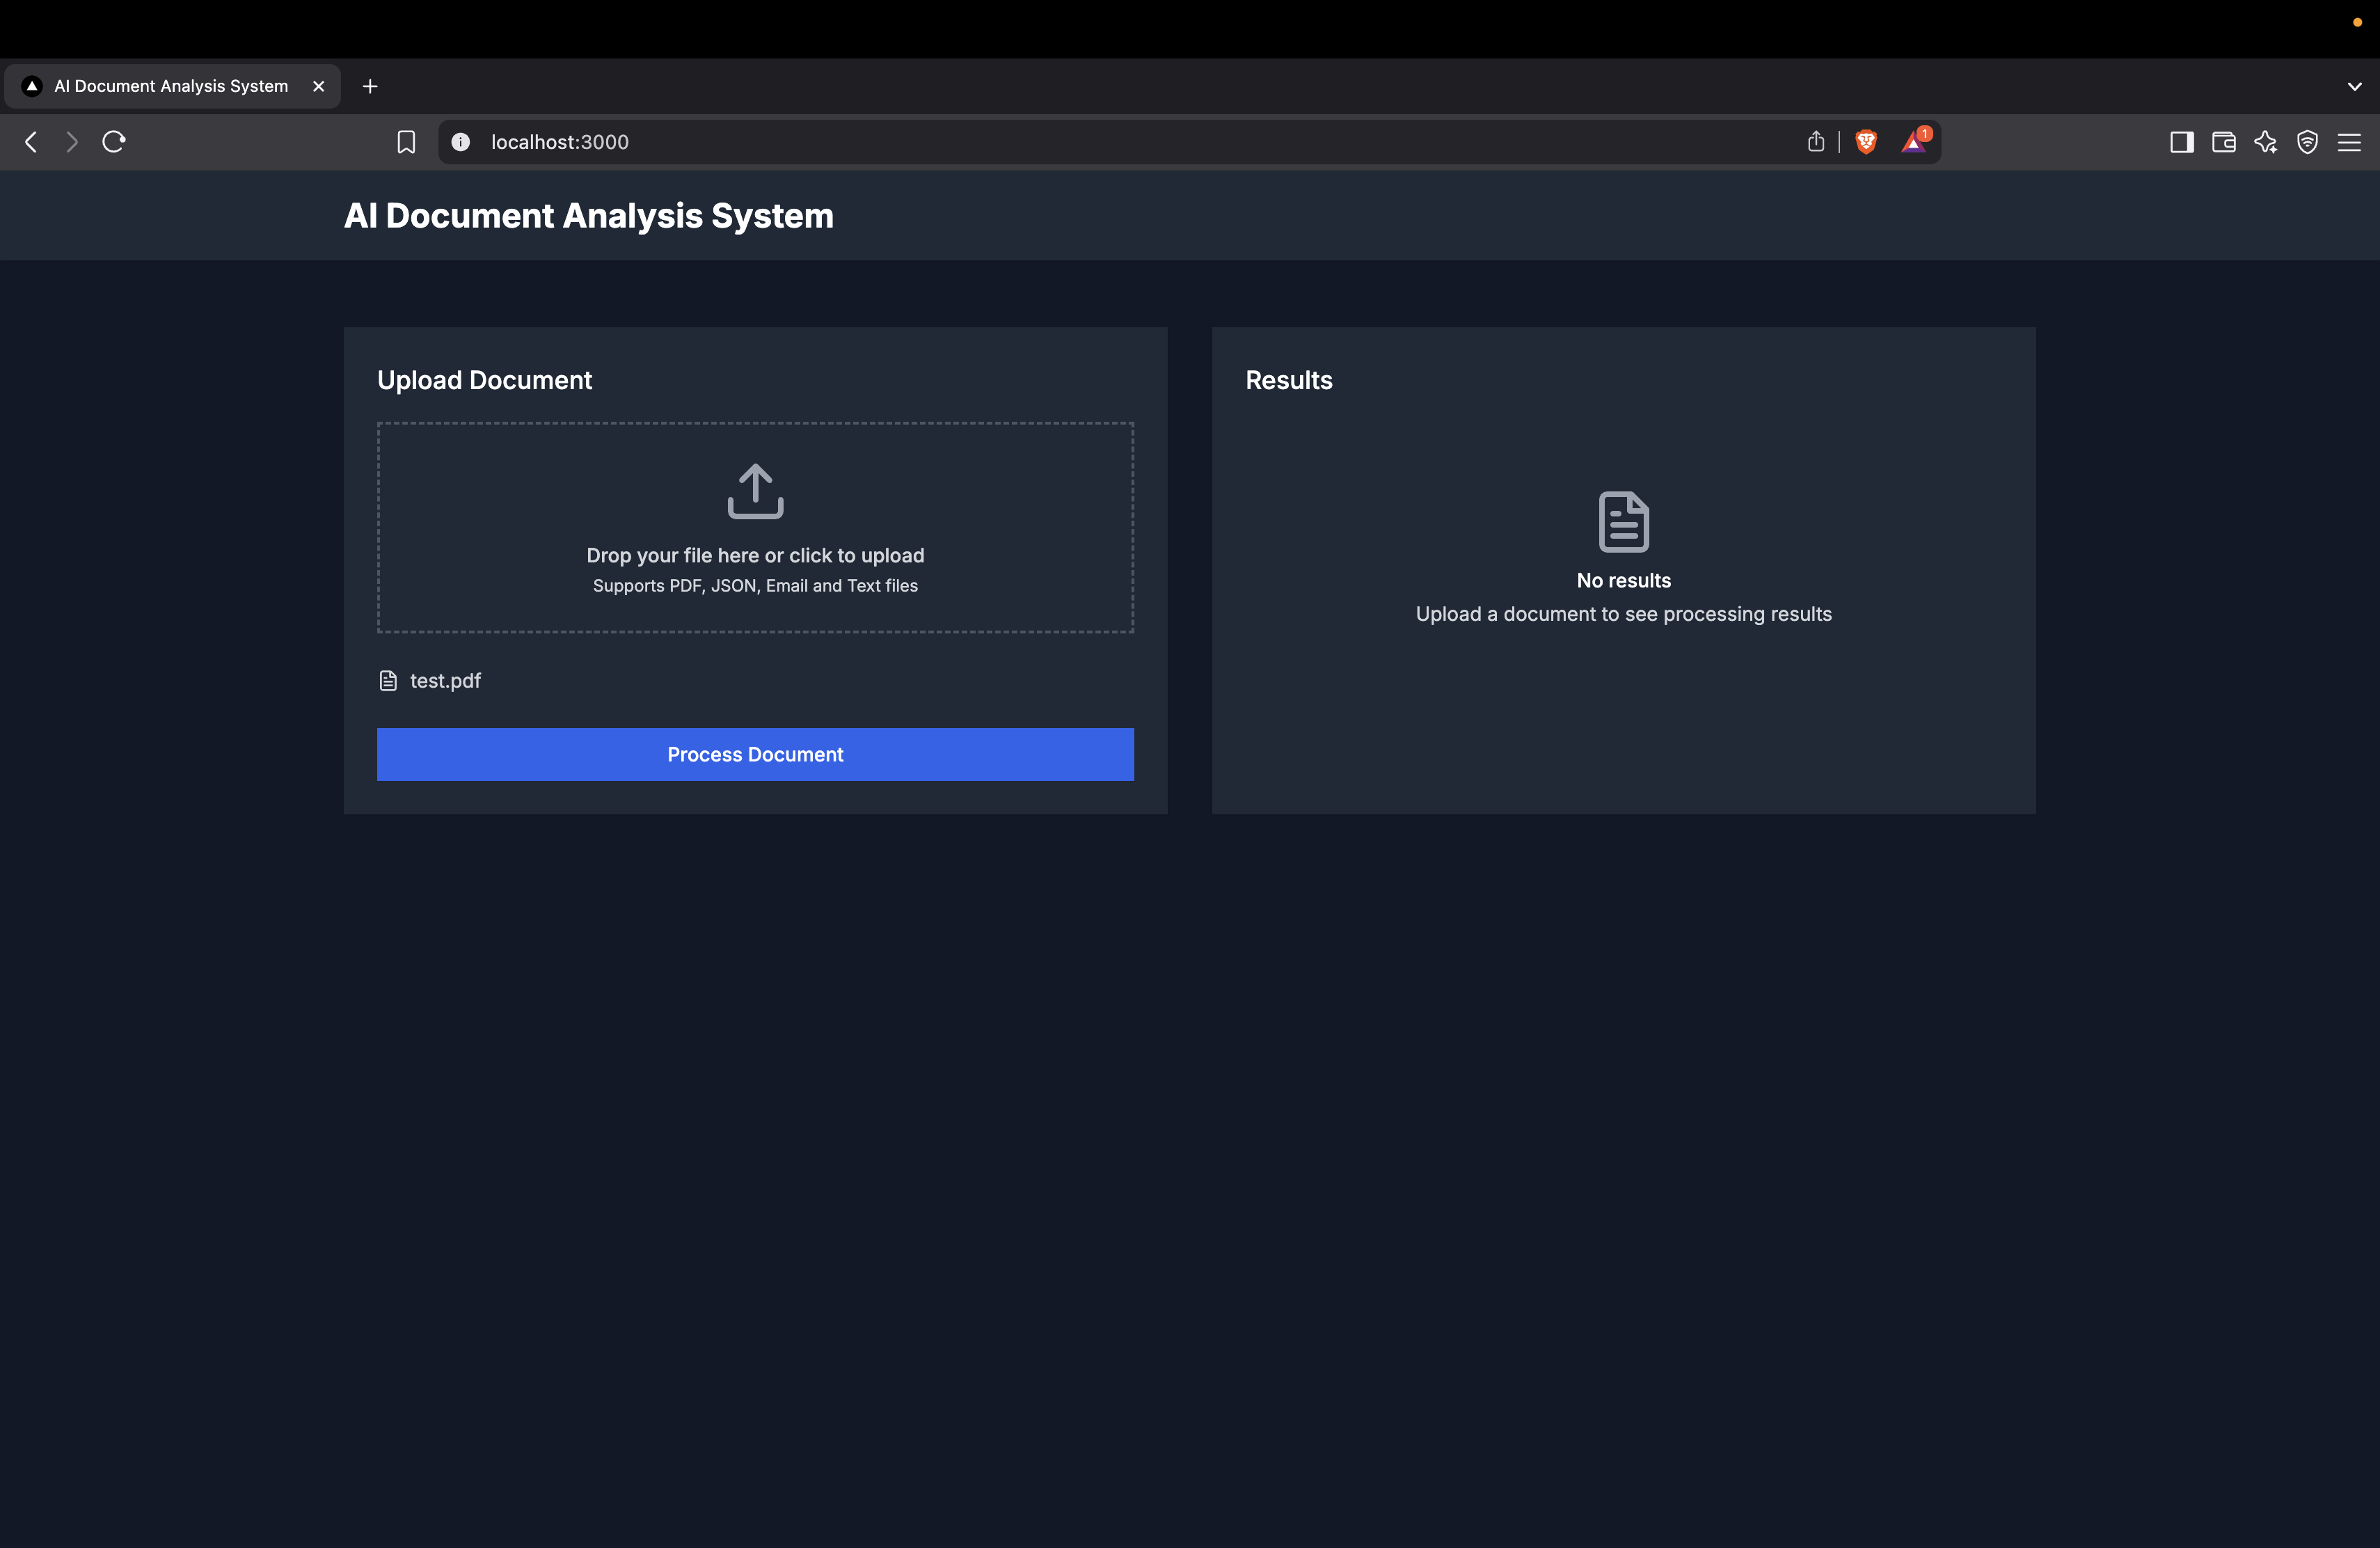 AI Document Analysis System
localhost:3000
1
AI Document Analysis System
Upload Document
Drop your file here or click to upload
Supports PDF, JSON, Email and Text files
test.pdf
Process Document
Results
No results
Upload a document to see processing results